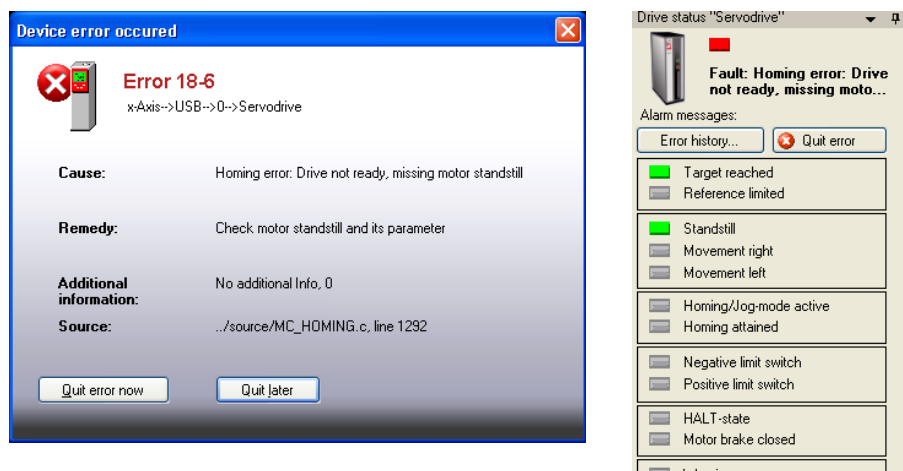 Device error occured
Error 18-6
x-Axis-->USB-->0-->Servodrive
Cause: Homing error: Drive not ready, missing motor standstill
Remedy: Check motor standstill and its parameter
Additional information: No additional Info, 0
Source: ../source/MC_HOMING.c, line 1292
Quit error now Quit later
Drive status "Servodrive"
Fault: Homing error: Drive
not ready, missing moto...
Alarm messages:
Error history... Quit error
Target reached
Reference limited
Standstill
Movement right
Movement left
Homing/Jog-mode active
Homing attained
Negative limit switch
Positive limit switch
HALT-state
Motor brake closed